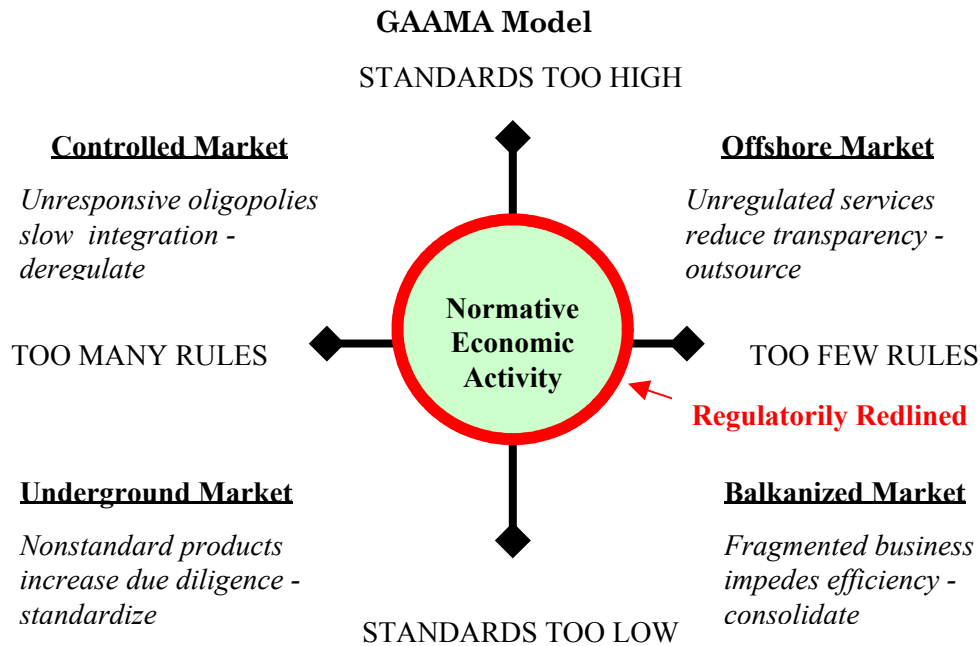 GAAMA Model
STANDARDS TOO HIGH
Controlled Market
Unresponsive oligopolies
slow integration -
deregulate
Offshore Market
Unregulated services
reduce transparency -
outsource
Normative
Economic
Activity
TOO MANY RULES
TOO FEW RULES
Regulatorily Redlined
Underground Market
Nonstandard products
increase due diligence -
standardize
Balkanized Market
Fragmented business
impedes efficiency -
consolidate
STANDARDS TOO LOW